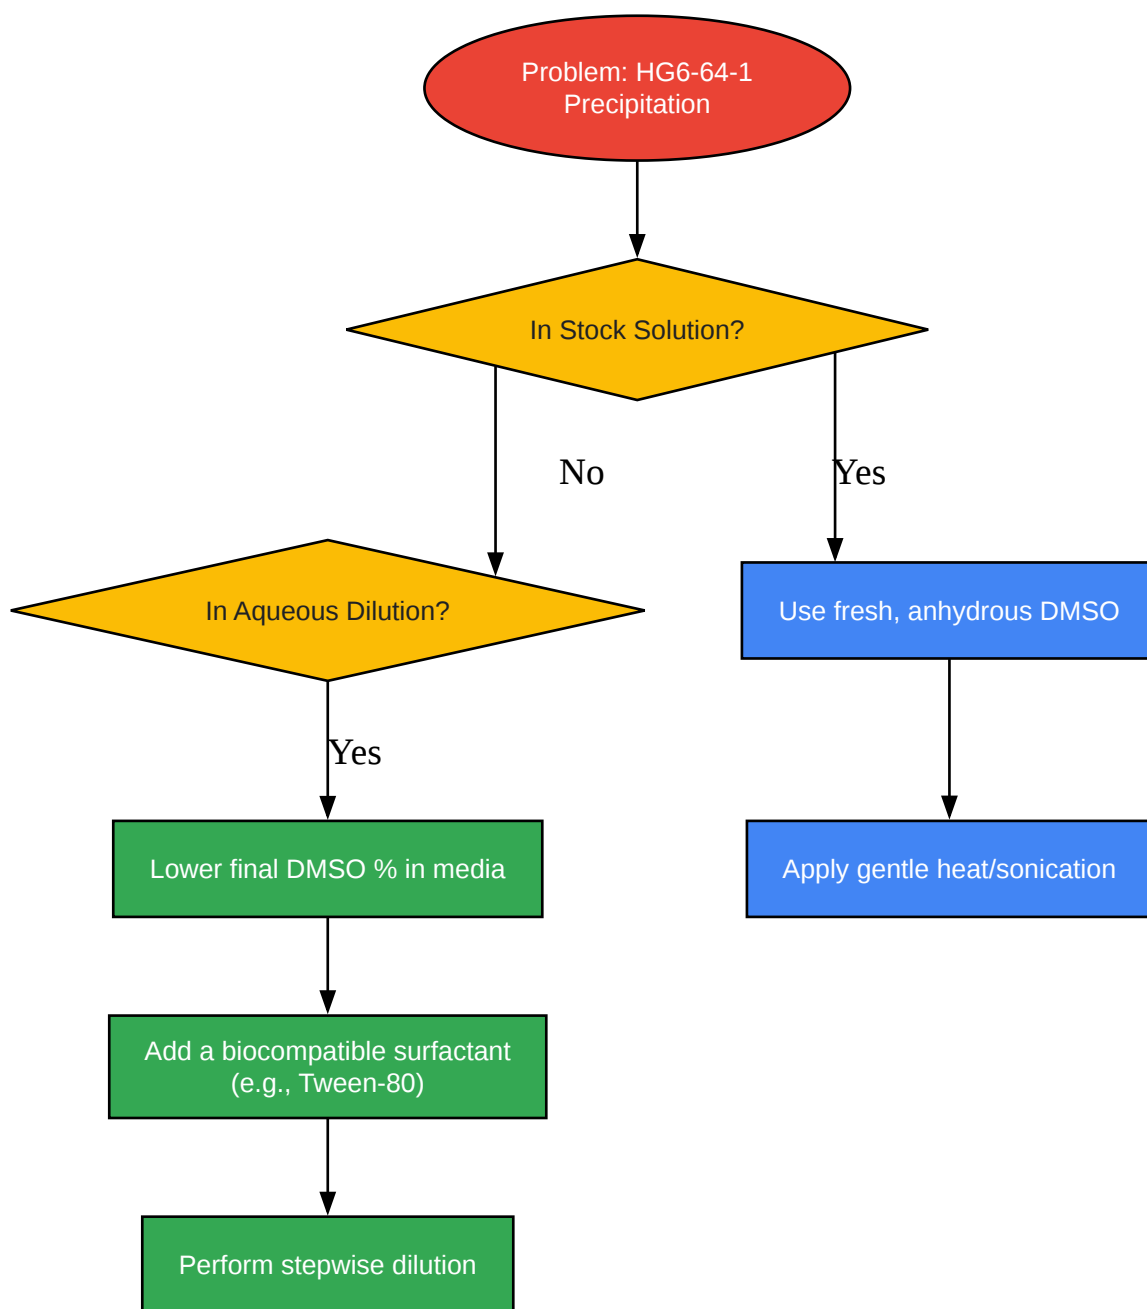 Problem: HG6-64-1
Precipitation
In Stock Solution?
No
Yes
In Aqueous Dilution?
Use fresh, anhydrous DMSO
Yes
Lower final DMSO % in media
Apply gentle heat/sonication
Add a biocompatible surfactant
(e.g., Tween-80)
Perform stepwise dilution